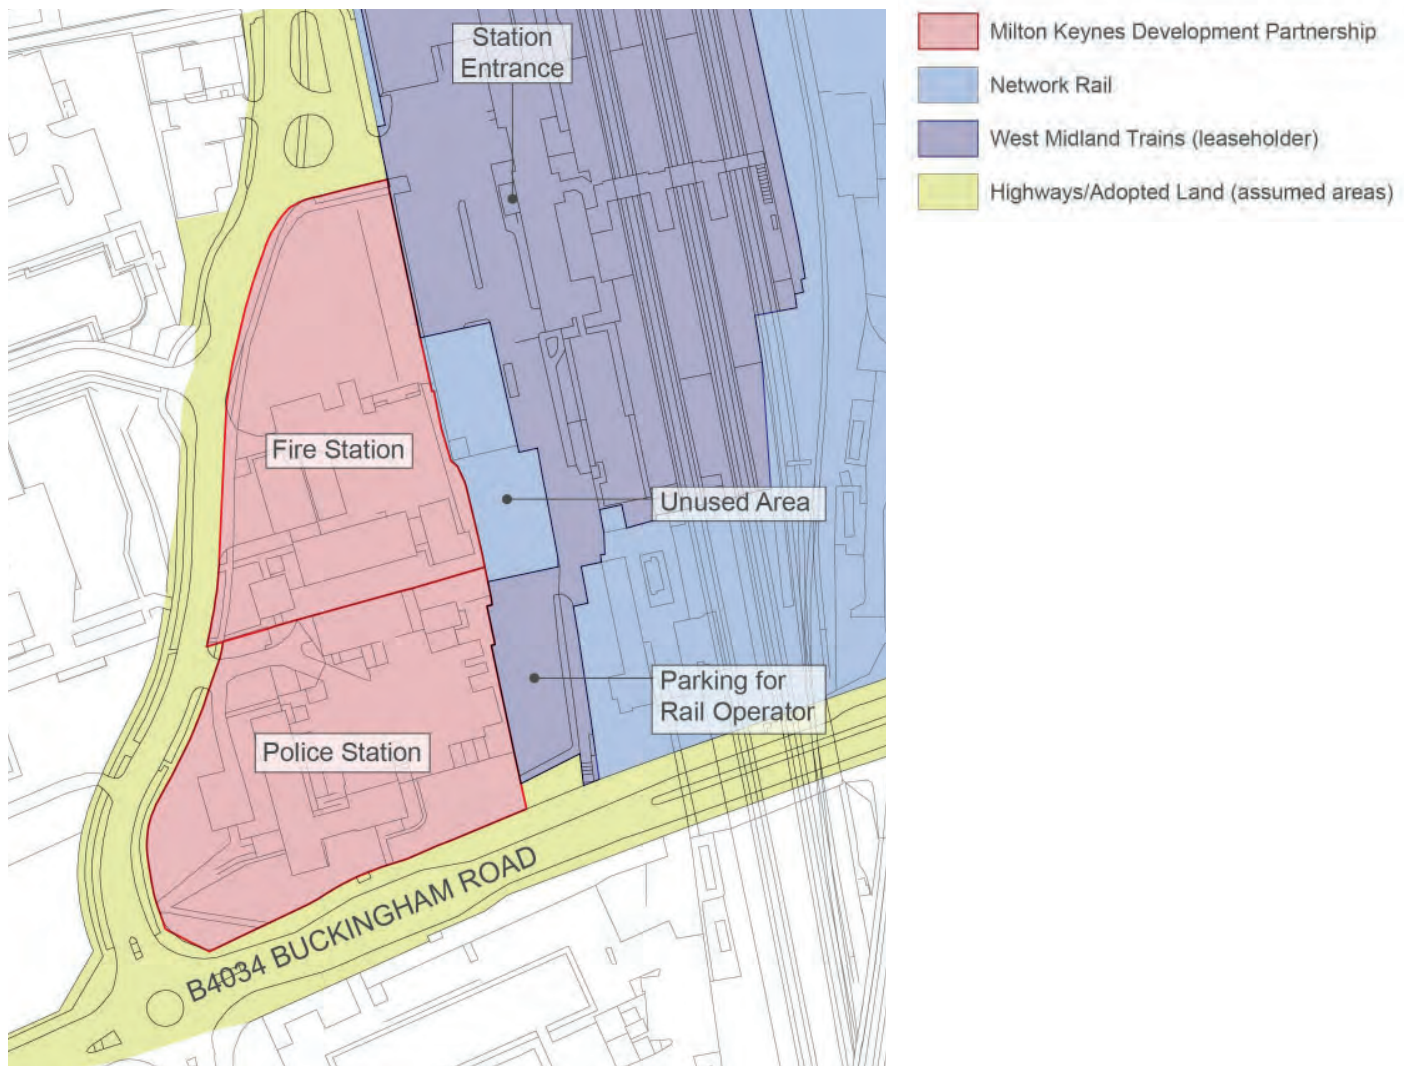 Station
Entrance
Fire Station
Unused Area
Parking for
Rail Operator
Police Station
B4034 BUCKINGHAM ROAD
Milton Keynes Development Partnership
Network Rail
West Midland Trains (leaseholder)
Highways/Adopted Land (assumed areas)